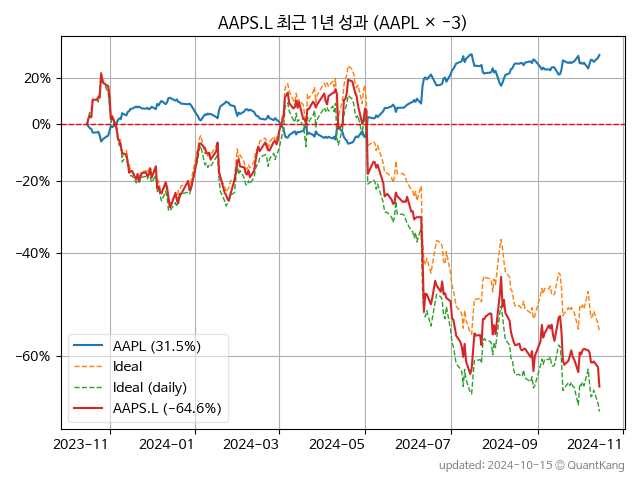 AAPS.L 최근 1년 성과 (AAPL × −3)
20%
0%
−20%
−40%
−60%
AAPL (31.5%)
Ideal
Ideal (daily)
AAPS.L (−64.6%)
2023−11 2024−01 2024−03 2024−05 2024−07 2024−09 2024−11
updated: 2024-10-15 © QuantKang